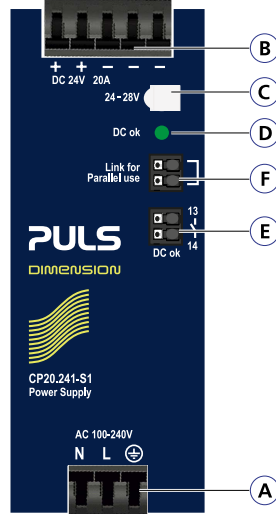 B
+ + − − −
DC 24V 20A
24–28V
C
DC ok
D
Link for
Parallel use
F
13
14
E
DC ok
PULS
DIMENSION
CP20.241-S1
Power Supply
AC 100-240V
N L
A